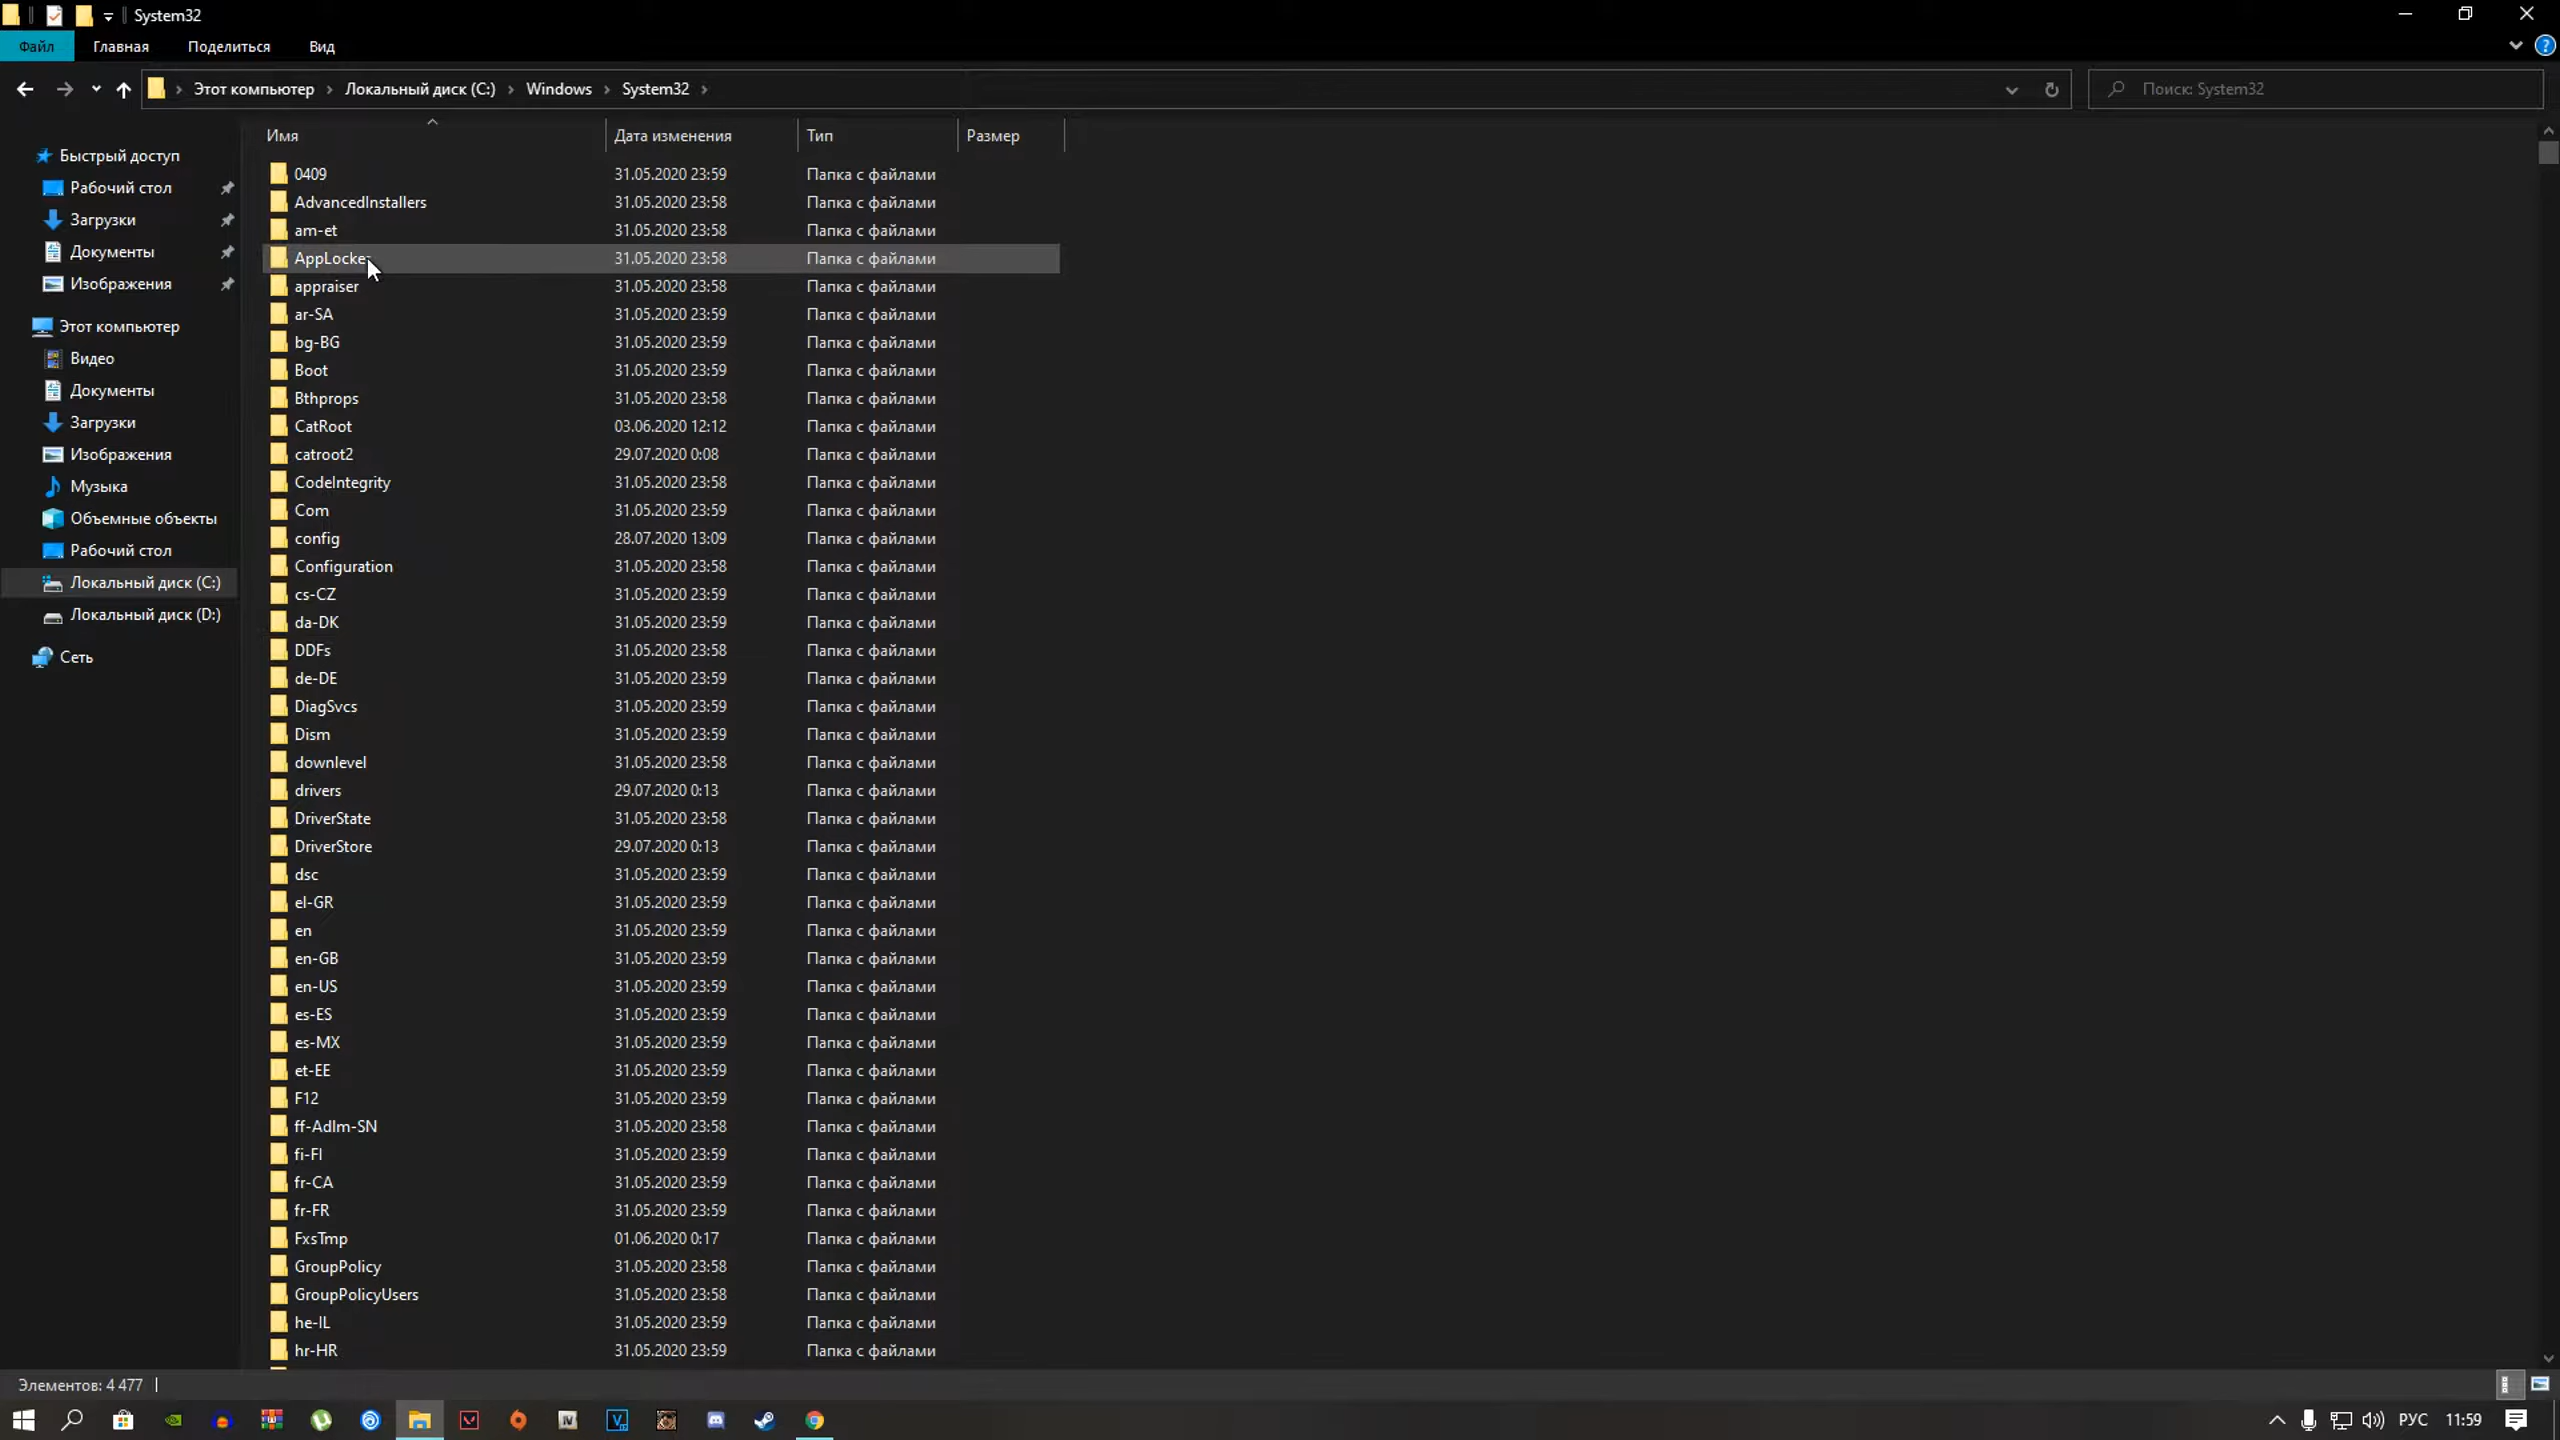 System32
Файл Главная Поделиться Вид
Этот компьютер Локальный диск (C:) Windows System32
Поиск: System32
Быстрый доступ
Рабочий стол
Загрузки
Документы
Изображения
Этот компьютер
Видео
Документы
Загрузки
Изображения
Музыка
Объемные объекты
Рабочий стол
Локальный диск (C:)
Локальный диск (D:)
Сеть
Имя Дата изменения Тип Размер
0409 31.05.2020 23:59 Папка с файлами
AdvancedInstallers 31.05.2020 23:58 Папка с файлами
am-et 31.05.2020 23:58 Папка с файлами
AppLocker 31.05.2020 23:58 Папка с файлами
appraiser 31.05.2020 23:58 Папка с файлами
ar-SA 31.05.2020 23:59 Папка с файлами
bg-BG 31.05.2020 23:59 Папка с файлами
Boot 31.05.2020 23:59 Папка с файлами
Bthprops 31.05.2020 23:58 Папка с файлами
CatRoot 03.06.2020 12:12 Папка с файлами
catroot2 29.07.2020 0:08 Папка с файлами
CodeIntegrity 31.05.2020 23:58 Папка с файлами
Com 31.05.2020 23:59 Папка с файлами
config 28.07.2020 13:09 Папка с файлами
Configuration 31.05.2020 23:58 Папка с файлами
cs-CZ 31.05.2020 23:59 Папка с файлами
da-DK 31.05.2020 23:59 Папка с файлами
DDFs 31.05.2020 23:58 Папка с файлами
de-DE 31.05.2020 23:59 Папка с файлами
DiagSvcs 31.05.2020 23:59 Папка с файлами
Dism 31.05.2020 23:59 Папка с файлами
downlevel 31.05.2020 23:58 Папка с файлами
drivers 29.07.2020 0:13 Папка с файлами
DriverState 31.05.2020 23:58 Папка с файлами
DriverStore 29.07.2020 0:13 Папка с файлами
dsc 31.05.2020 23:59 Папка с файлами
el-GR 31.05.2020 23:59 Папка с файлами
en 31.05.2020 23:59 Папка с файлами
en-GB 31.05.2020 23:59 Папка с файлами
en-US 31.05.2020 23:59 Папка с файлами
es-ES 31.05.2020 23:59 Папка с файлами
es-MX 31.05.2020 23:59 Папка с файлами
et-EE 31.05.2020 23:59 Папка с файлами
F12 31.05.2020 23:59 Папка с файлами
ff-Adlm-SN 31.05.2020 23:58 Папка с файлами
fi-FI 31.05.2020 23:59 Папка с файлами
fr-CA 31.05.2020 23:59 Папка с файлами
fr-FR 31.05.2020 23:59 Папка с файлами
FxsTmp 01.06.2020 0:17 Папка с файлами
GroupPolicy 31.05.2020 23:58 Папка с файлами
GroupPolicyUsers 31.05.2020 23:58 Папка с файлами
he-IL 31.05.2020 23:59 Папка с файлами
hr-HR 31.05.2020 23:59 Папка с файлами
Элементов: 4 477
РУС 11:59